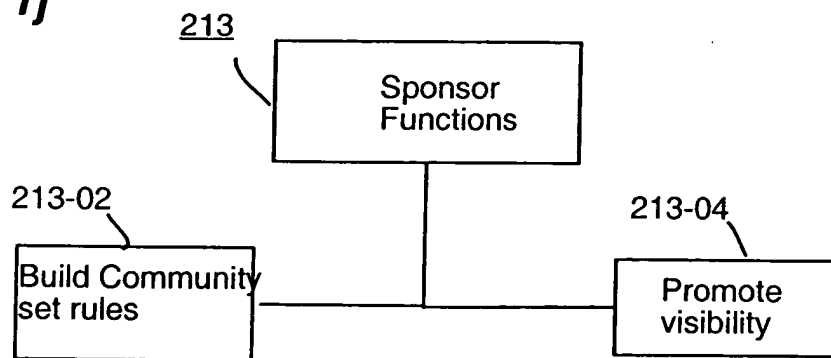 213
Sponsor
Functions
213-02
213-04
Build Community
set rules
Promote
visibility